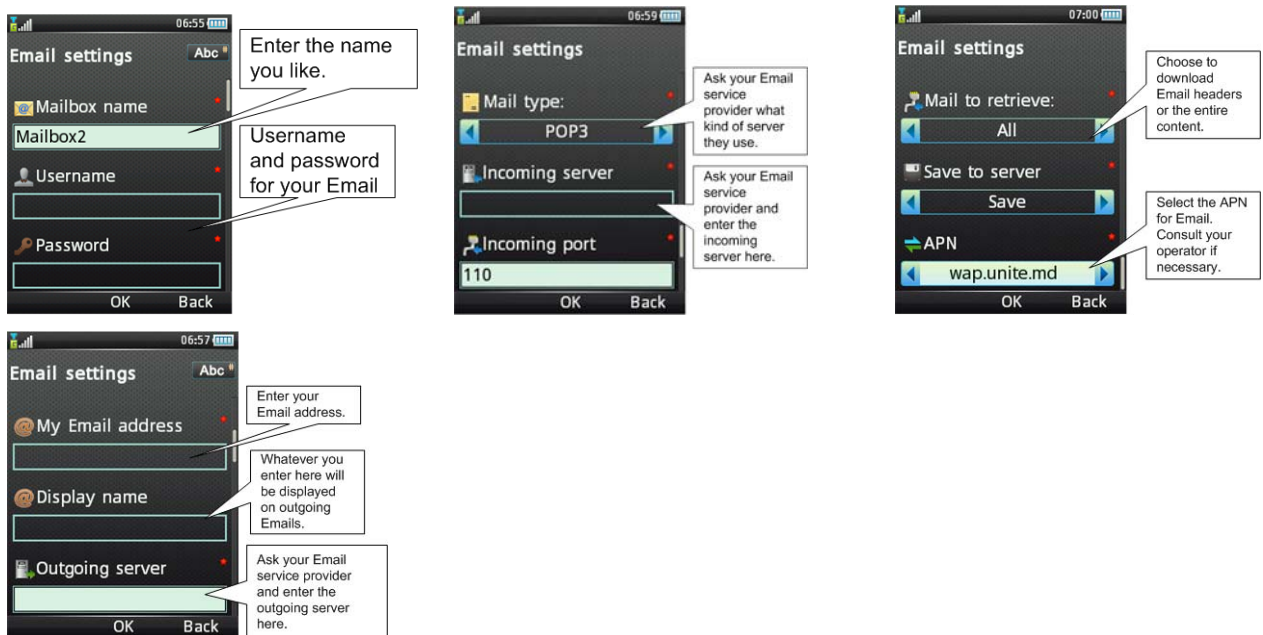 06:55
Email settings
Abc
Mailbox name
Mailbox2
Username
Password
OK Back
Enter the name
you like.
Username
and password
for your Email
06:59
Email settings
Mail type:
POP3
Incoming server
Incoming port
110
OK Back
Ask your Email
service
provider what
kind of server
they use.
Ask your Email
service
provider and
enter the
incoming
server here.
07:00
Email settings
Mail to retrieve:
All
Save to server
Save
APN
wap.unite.md
OK Back
Choose to
download
Email headers
or the entire
content.
Select the APN
for Email.
Consult your
operator if
necessary.
06:57
Email settings
Abc
My Email address
Display name
Outgoing server
OK Back
Enter your
Email address.
Whatever you
enter here will
be displayed
on outgoing
Emails.
Ask your Email
service provider
and enter the
outgoing server
here.